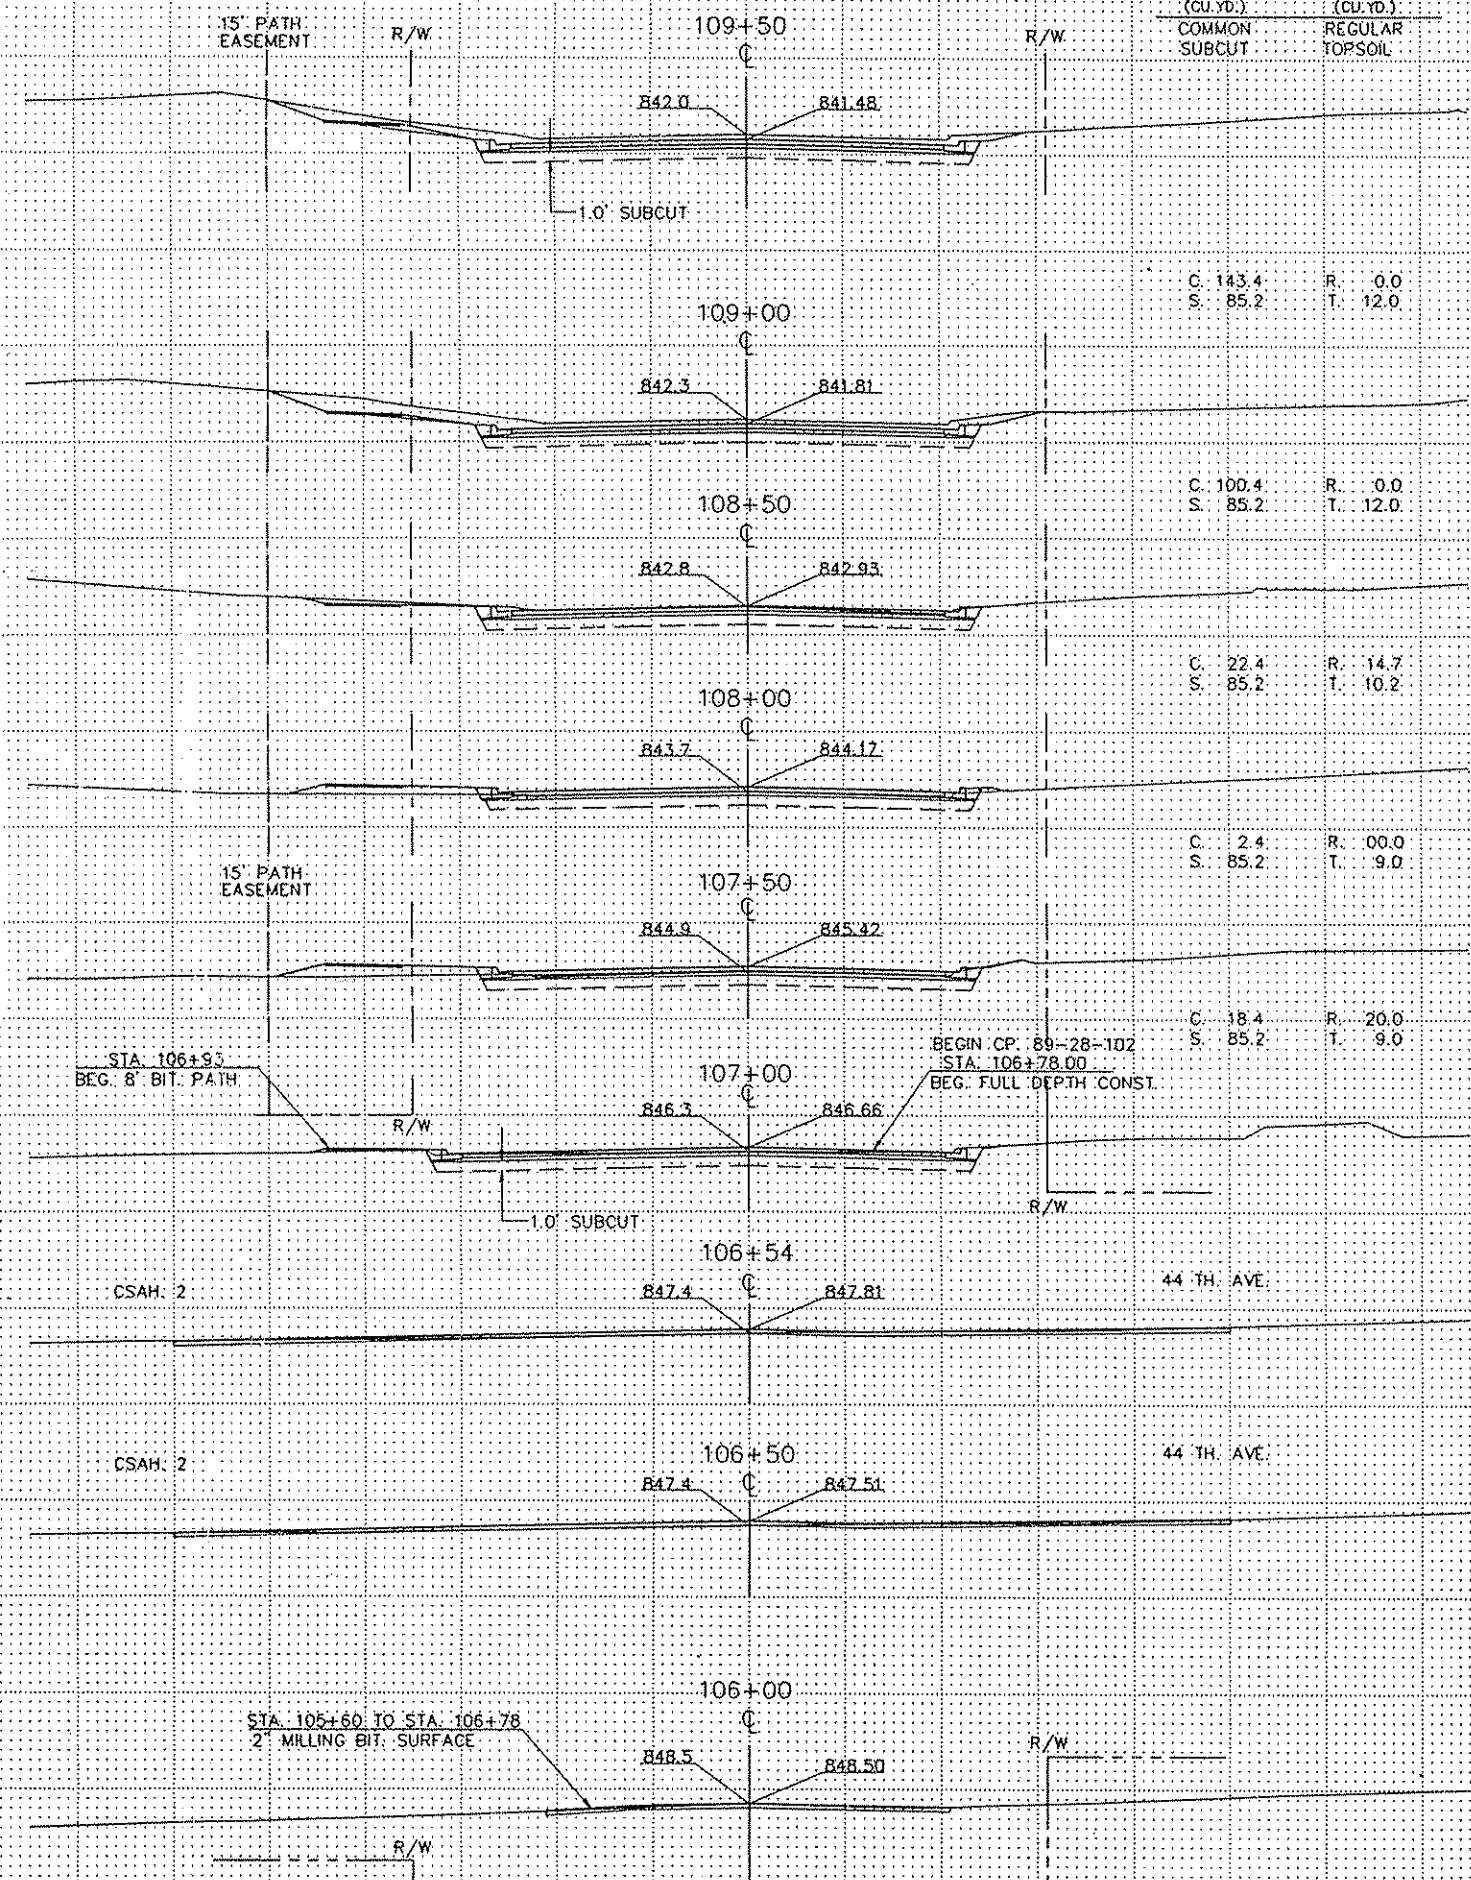 (CU.YD.) (CU.YD.)
COMMON REGULAR
SUBCUT TOPSOIL
15' PATH
EASEMENT
R/W
109+50
R/W
℄
842.0 841.48
1.0' SUBCUT
C. 143.4 R. 0.0
S. 85.2 T. 12.0
109+00
℄
842.3 841.81
C. 100.4 R. 0.0
S. 85.2 T. 12.0
108+50
℄
842.8 842.93
C. 22.4 R. 14.7
S. 85.2 T. 10.2
108+00
℄
843.7 844.17
C. 2.4 R. 00.0
S. 85.2 T. 9.0
15' PATH
EASEMENT
107+50
℄
844.9 845.42
C. 18.4 R. 20.0
S. 85.2 T. 9.0
STA. 106+93
BEG. 8' BIT. PATH
BEGIN CP. 89-28-102
STA. 106+78.00
BEG. FULL DEPTH CONST.
107+00
℄
846.3 846.66
R/W
R/W
1.0' SUBCUT
106+54
℄
CSAH. 2
847.4 847.81
44 TH. AVE.
106+50
℄
CSAH. 2
847.4 847.51
44 TH. AVE.
106+00
℄
STA. 105+60 TO STA. 106+78
2" MILLING BIT. SURFACE
848.5 848.50
R/W
R/W